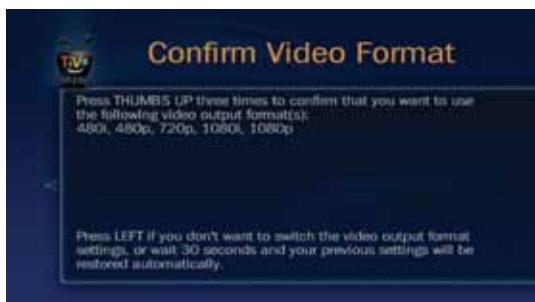 TiVo
Confirm Video Format
Press THUMBS UP three times to confirm that you want to use
the following video output format(s):
480i, 480p, 720p, 1080i, 1080p
Press LEFT if you don't want to switch the video output format
settings, or wait 30 seconds and your previous settings will be
restored automatically.